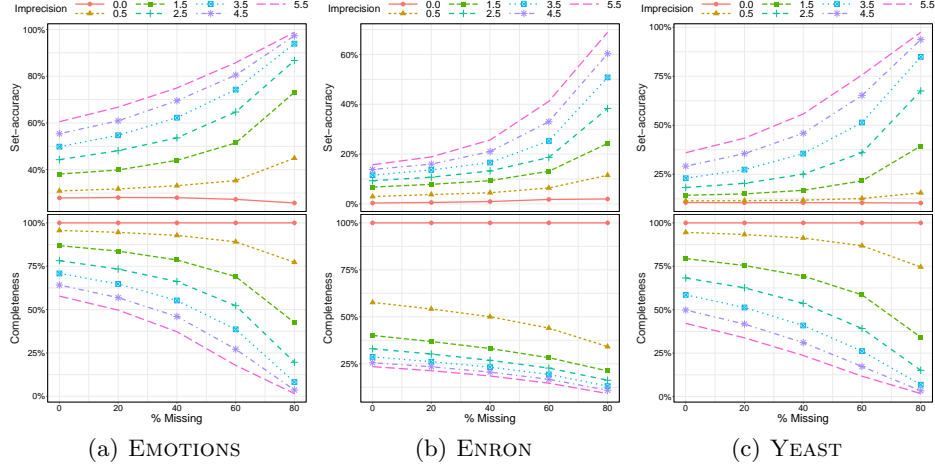 Imprecision 0.0 1.5 3.5 5.5
0.5 2.5 4.5
100%
80%
60%
40%
Set−accuracy
100%
75%
50%
25%
0%
Completeness
0 20 40 60 80
% Missing
(a) EMOTIONS
Imprecision 0.0 1.5 3.5 5.5
0.5 2.5 4.5
60%
40%
20%
0%
Set−accuracy
100%
75%
50%
25%
Completeness
0 20 40 60 80
% Missing
(b) ENRON
Imprecision 0.0 1.5 3.5 5.5
0.5 2.5 4.5
100%
75%
50%
25%
Set−accuracy
100%
75%
50%
25%
0%
Completeness
0 20 40 60 80
% Missing
(c) YEAST